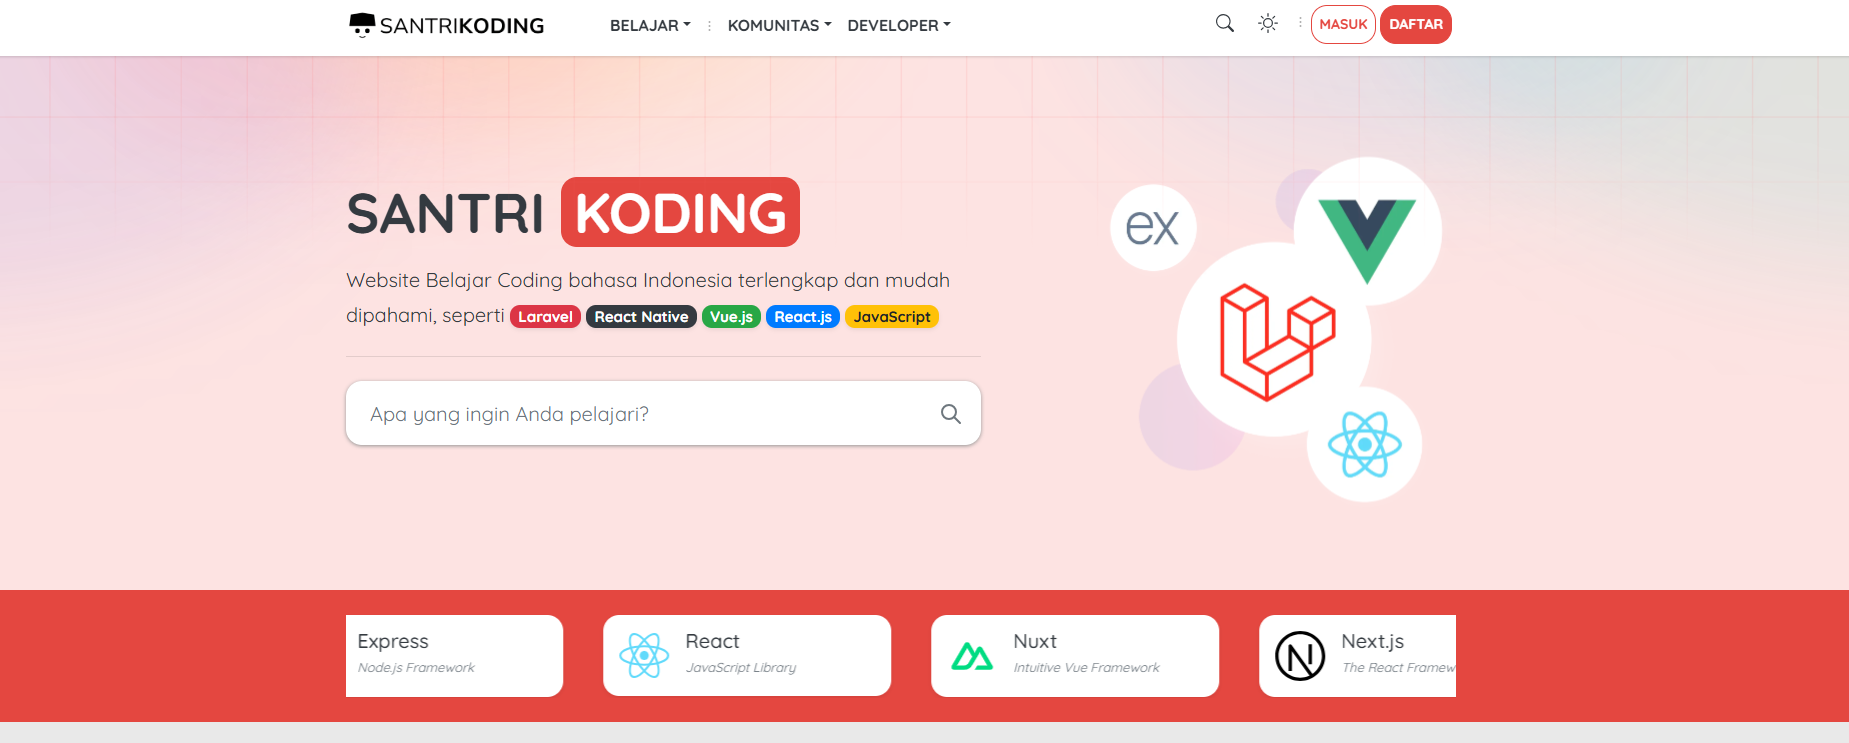 SANTRIKODING BELAJAR KOMUNITAS DEVELOPER MASUK DAFTAR
SANTRI KODING
Website Belajar Coding bahasa Indonesia terlengkap dan mudah
dipahami, seperti Laravel React Native Vue.js React.js JavaScript
Apa yang ingin Anda pelajari?
ex
Express
Node.js Framework
React
JavaScript Library
Nuxt
Intuitive Vue Framework
Next.js
The React Framew